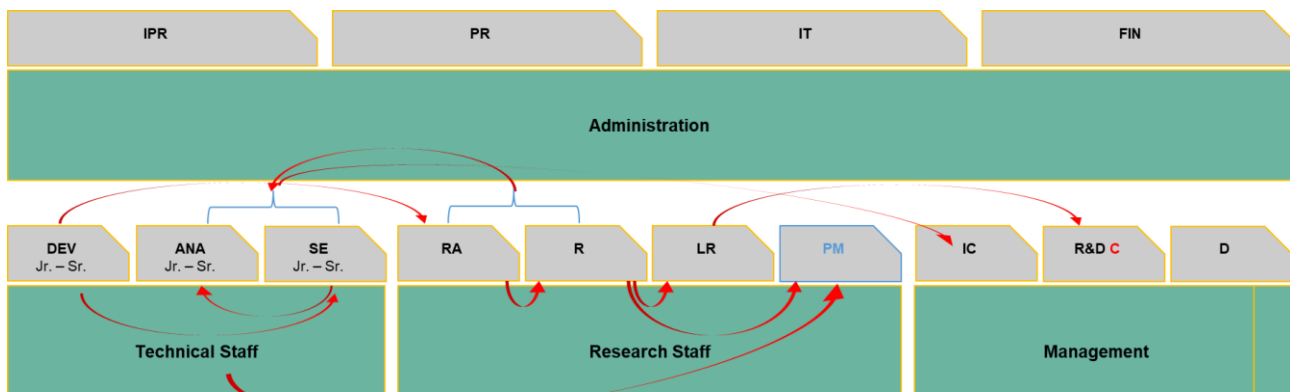 IPR
PR
IT
FIN
Administration
DEV
Jr. – Sr.
ANA
Jr. – Sr.
SE
Jr. – Sr.
RA
R
LR
PM
IC
R&D C
D
Technical Staff
Research Staff
Management